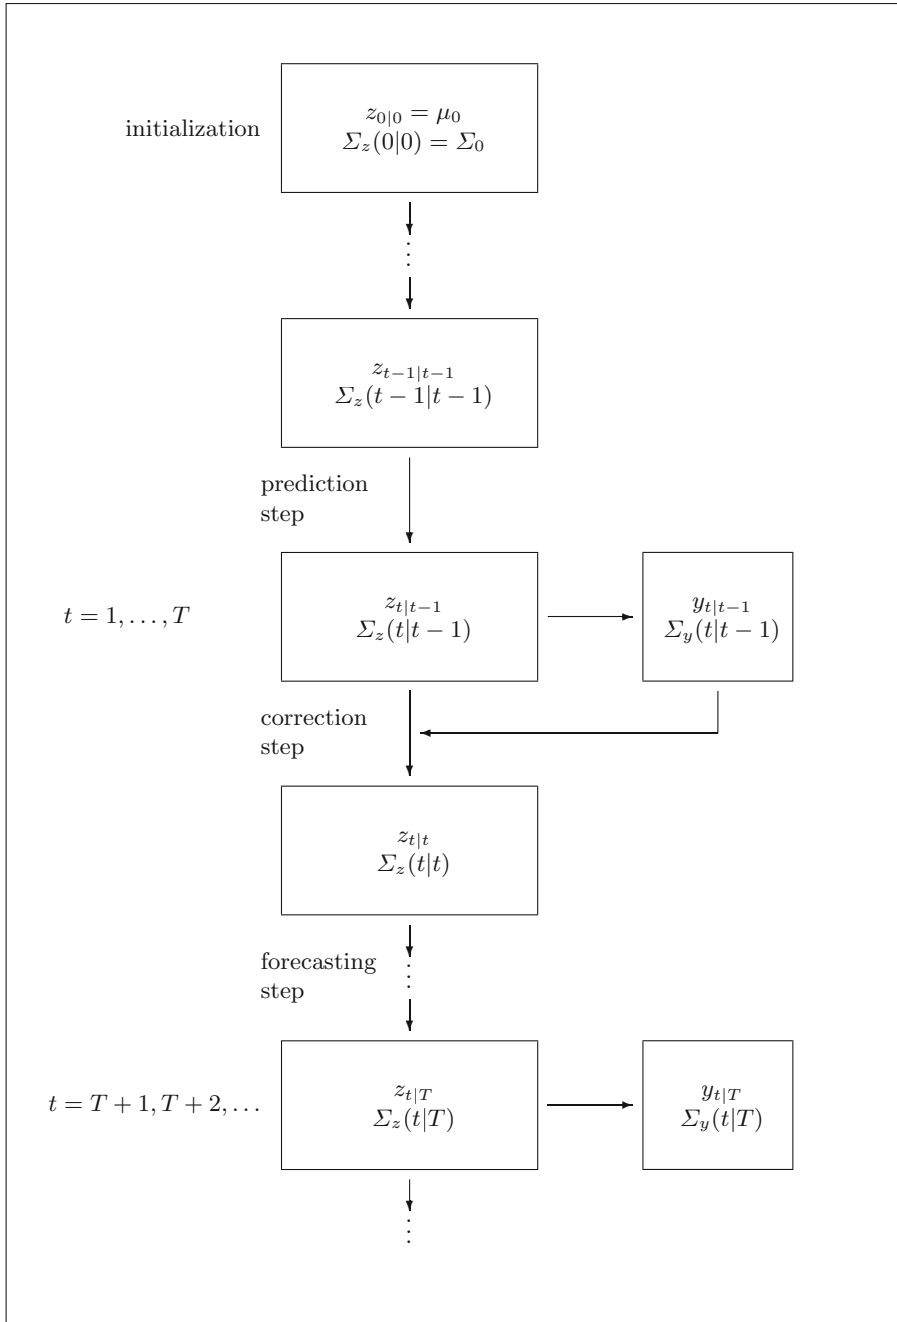 initialization
z_{0|0} = μ_0
Σ_z(0|0) = Σ_0
⋮
z_{t−1|t−1}
Σ_z(t − 1|t − 1)
prediction
step
t = 1, . . . , T
z_{t|t−1}
Σ_z(t|t − 1)
y_{t|t−1}
Σ_y(t|t − 1)
correction
step
z_{t|t}
Σ_z(t|t)
forecasting
step
⋮
t = T + 1, T + 2, . . .
z_{t|T}
Σ_z(t|T)
y_{t|T}
Σ_y(t|T)
⋮